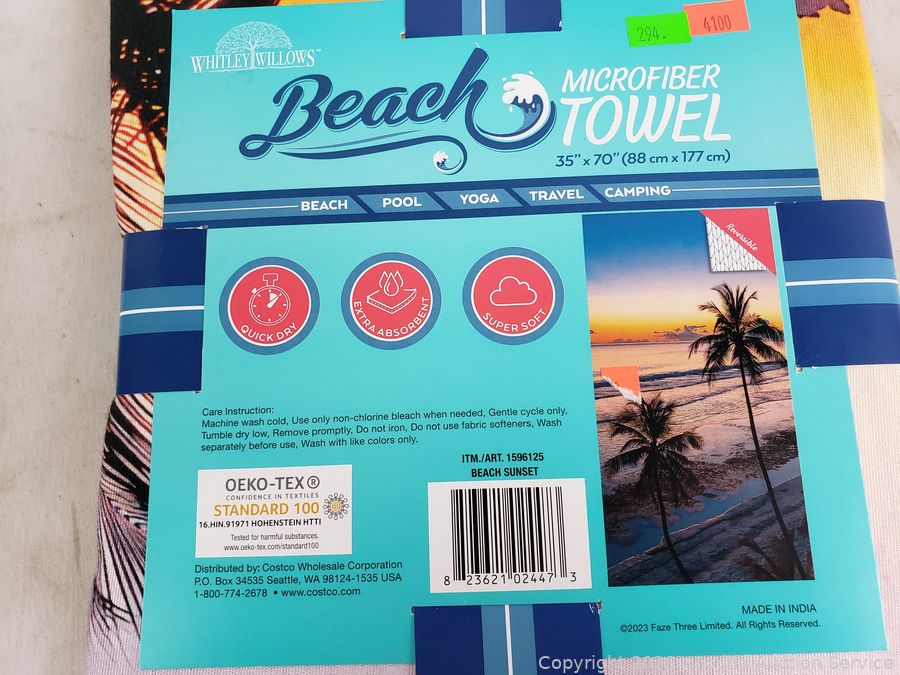 294.
4100
WHITLEY WILLOWS™
Beach
MICROFIBER
TOWEL
35" x 70" (88 cm x 177 cm)
BEACH POOL YOGA TRAVEL CAMPING
Reversible
QUICK DRY
EXTRA ABSORBENT
SUPER SOFT
Care Instruction:
Machine wash cold, Use only non-chlorine bleach when needed, Gentle cycle only,
Tumble dry low, Remove promptly, Do not iron, Do not use fabric softeners, Wash
separately before use, Wash with like colors only.
ITM./ART. 1596125
BEACH SUNSET
OEKO-TEX®
CONFIDENCE IN TEXTILES
STANDARD 100
16.HIN.91971 HOHENSTEIN HTTI
Tested for harmful substances.
www.oeko-tex.com/standard100
8 23621 02447 3
Distributed by: Costco Wholesale Corporation
P.O. Box 34535 Seattle, WA 98124-1535 USA
1-800-774-2678 • www.costco.com
MADE IN INDIA
©2023 Faze Three Limited. All Rights Reserved.
Copyright Auction Service